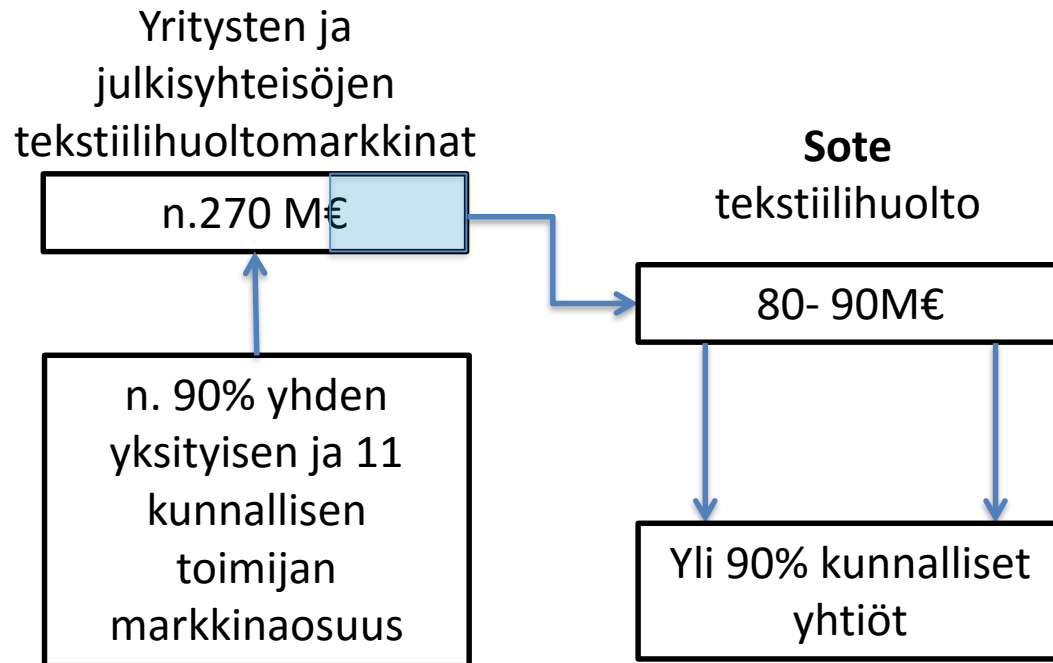 Yritysten ja
julkisyhteisöjen
tekstiilihuoltomarkkinat
n.270 M€
n. 90% yhden
yksityisen ja 11
kunnallisen
toimijan
markkinaosuus
Sote
tekstiilihuolto
80- 90M€
Yli 90% kunnalliset
yhtiöt